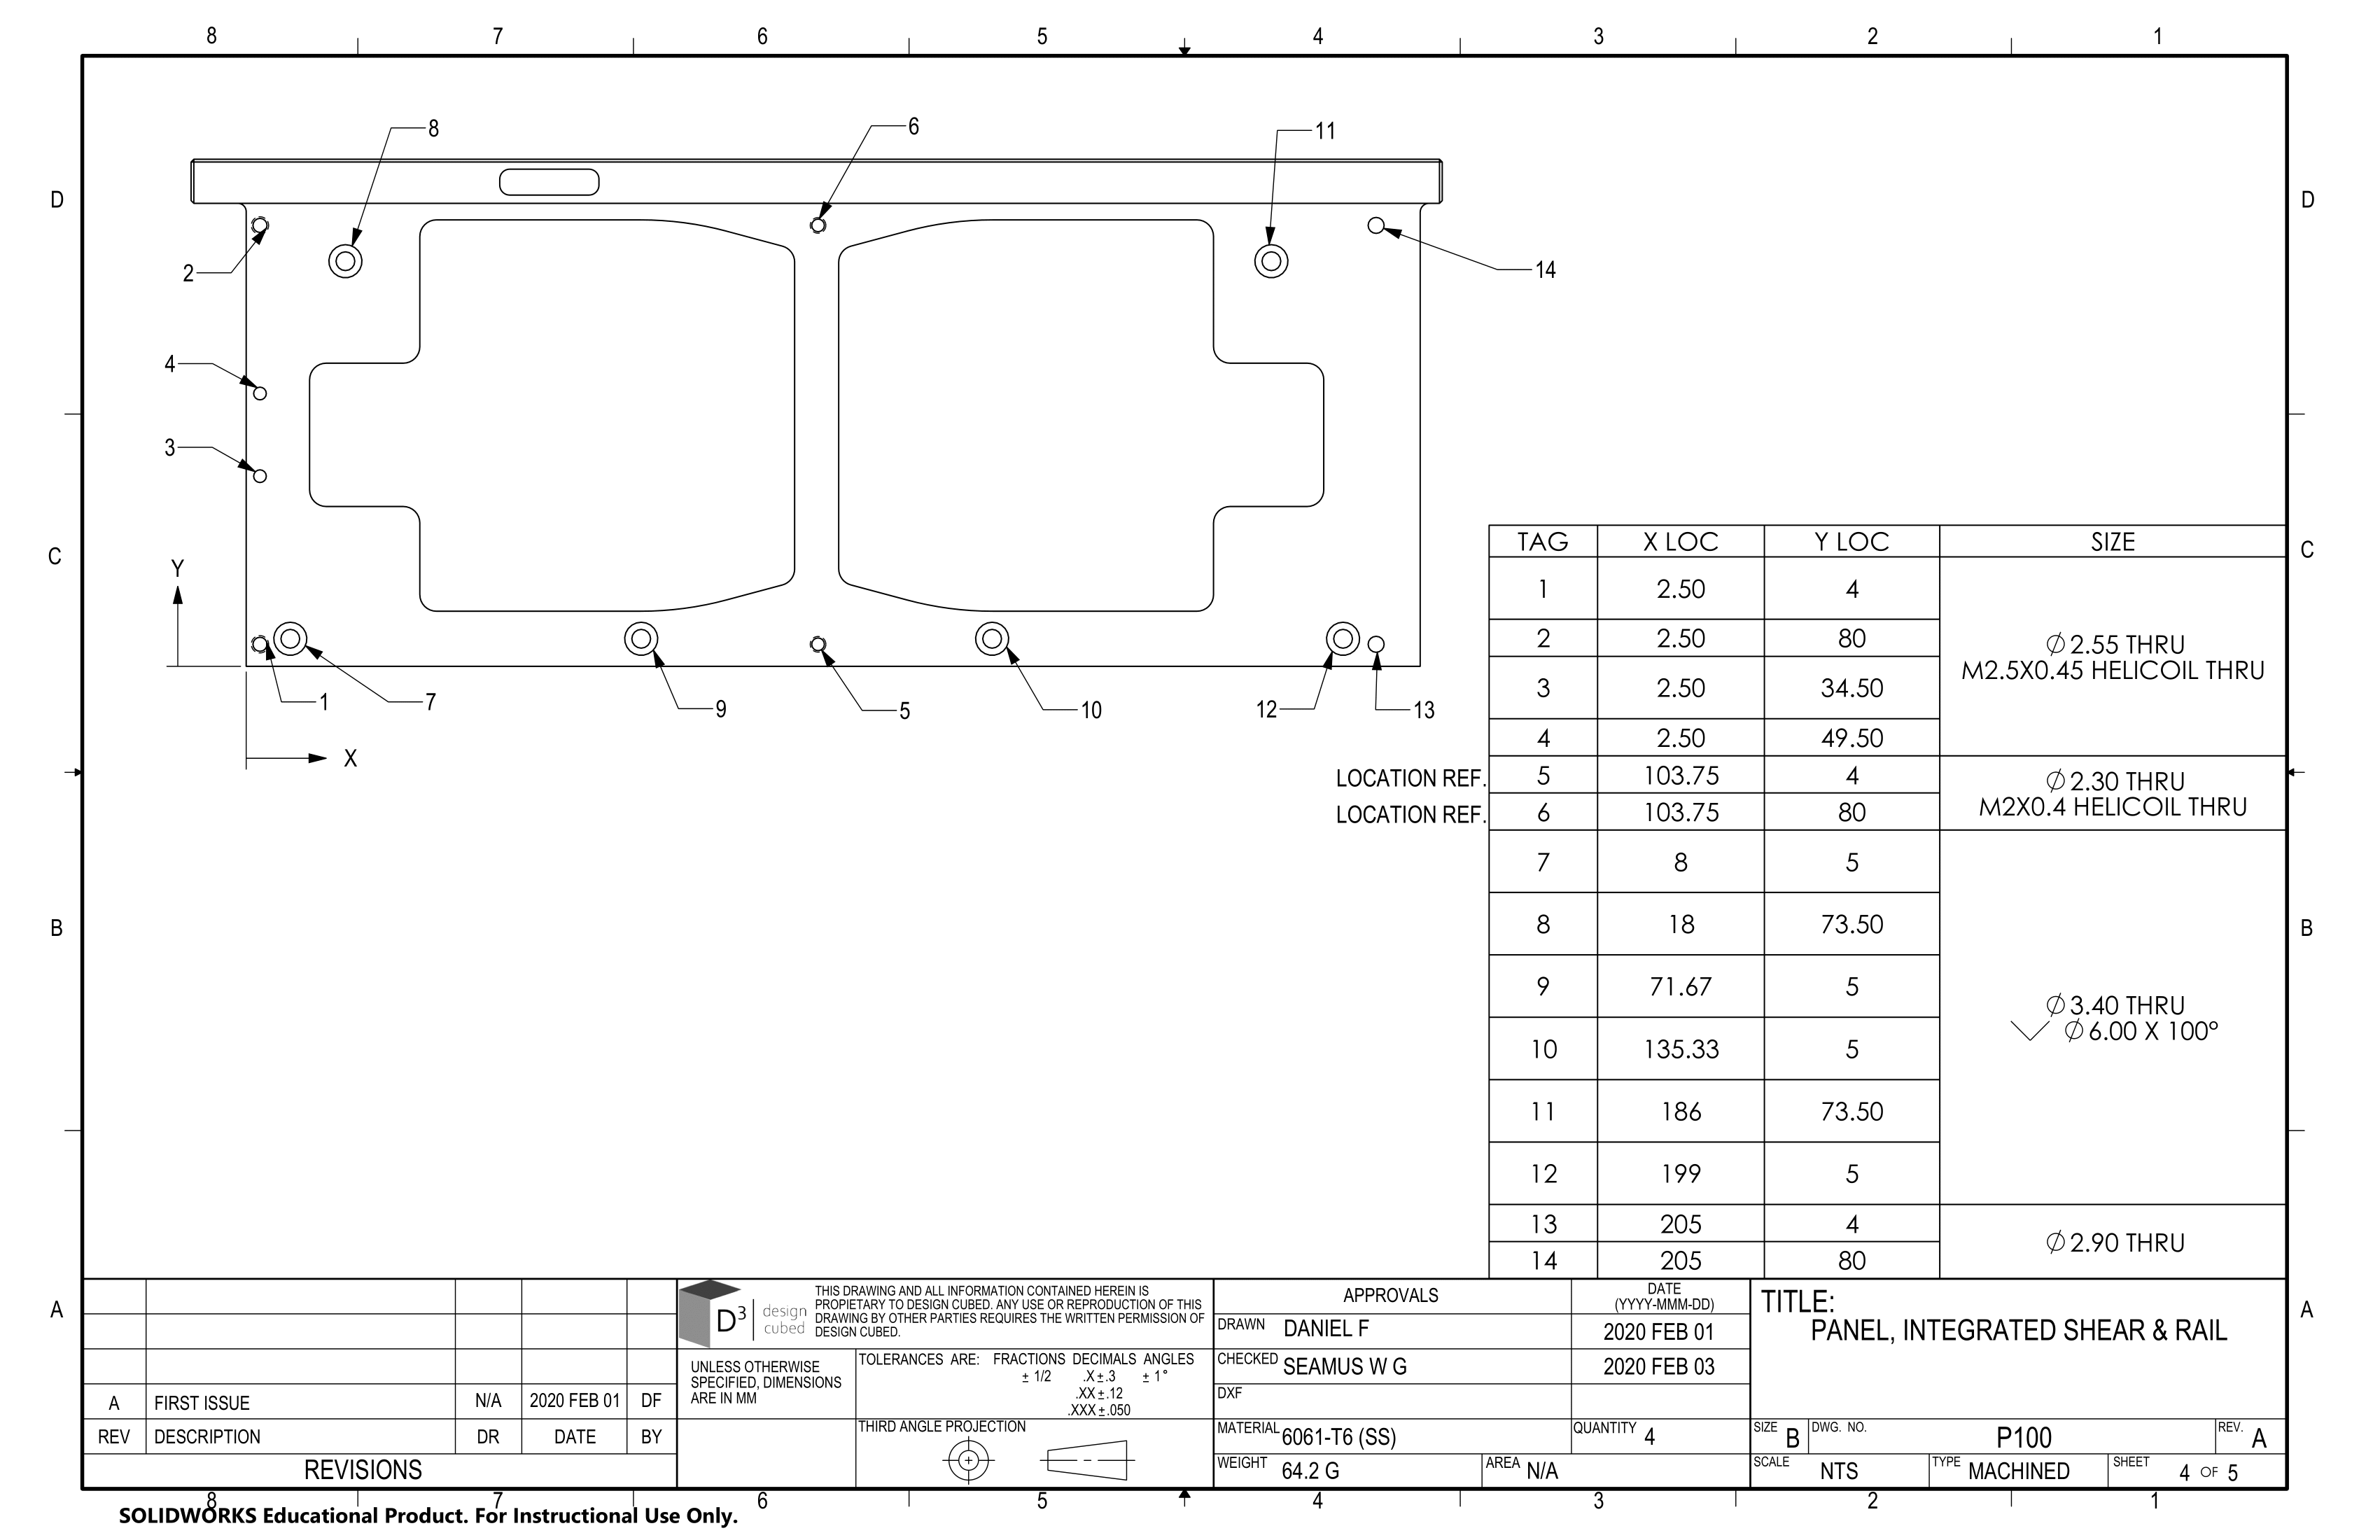 8 7 6 5 4 3 2 1
D D
8
6
11
2
14
4
3
C C
Y
1
7
9
5
10
12
13
X
TAG X LOC Y LOC SIZE
1 2.50 4
2 2.50 80
3 2.50 34.50
4 2.50 49.50
∅ 2.55 THRU
M2.5X0.45 HELICOIL THRU
LOCATION REF. 5 103.75 4
LOCATION REF. 6 103.75 80
∅ 2.30 THRU
M2X0.4 HELICOIL THRU
7 8 5
8 18 73.50
9 71.67 5
10 135.33 5
11 186 73.50
12 199 5
∅ 3.40 THRU
⌵ ∅ 6.00 X 100°
13 205 4
14 205 80
∅ 2.90 THRU
B B
A A
A FIRST ISSUE N/A 2020 FEB 01 DF
REV DESCRIPTION DR DATE BY
REVISIONS
D3 design cubed
THIS DRAWING AND ALL INFORMATION CONTAINED HEREIN IS
PROPIETARY TO DESIGN CUBED. ANY USE OR REPRODUCTION OF THIS
DRAWING BY OTHER PARTIES REQUIRES THE WRITTEN PERMISSION OF
DESIGN CUBED.
UNLESS OTHERWISE
SPECIFIED, DIMENSIONS
ARE IN MM
TOLERANCES ARE: FRACTIONS DECIMALS ANGLES
± 1/2 .X ± .3 ± 1°
.XX ± .12
.XXX ± .050
THIRD ANGLE PROJECTION
APPROVALS DATE
(YYYY-MMM-DD)
DRAWN DANIEL F 2020 FEB 01
CHECKED SEAMUS W G 2020 FEB 03
DXF
MATERIAL 6061-T6 (SS) QUANTITY 4
WEIGHT 64.2 G AREA N/A
TITLE:
PANEL, INTEGRATED SHEAR & RAIL
SIZE B DWG. NO. P100 REV. A
SCALE NTS TYPE MACHINED SHEET 4 OF 5
8 7 6 5 4 3 2 1
SOLIDWORKS Educational Product. For Instructional Use Only.